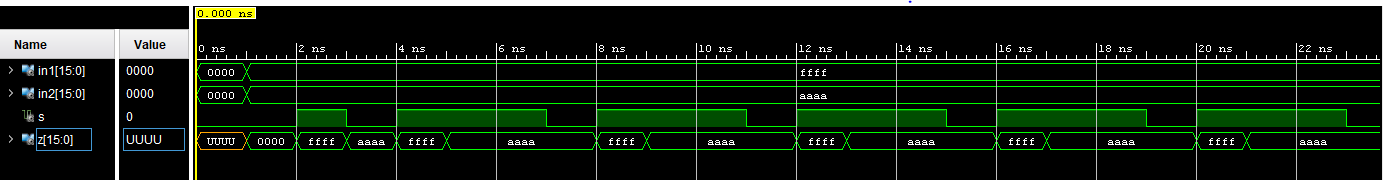 0.000 ns
Name Value 0 ns 2 ns 4 ns 6 ns 8 ns 10 ns 12 ns 14 ns 16 ns 18 ns 20 ns 22 ns
in1[15:0] 0000 0000 ffff
in2[15:0] 0000 0000 aaaa
s 0
z[15:0] UUUU UUUU 0000 ffff aaaa ffff aaaa ffff aaaa ffff aaaa ffff aaaa ffff aaaa